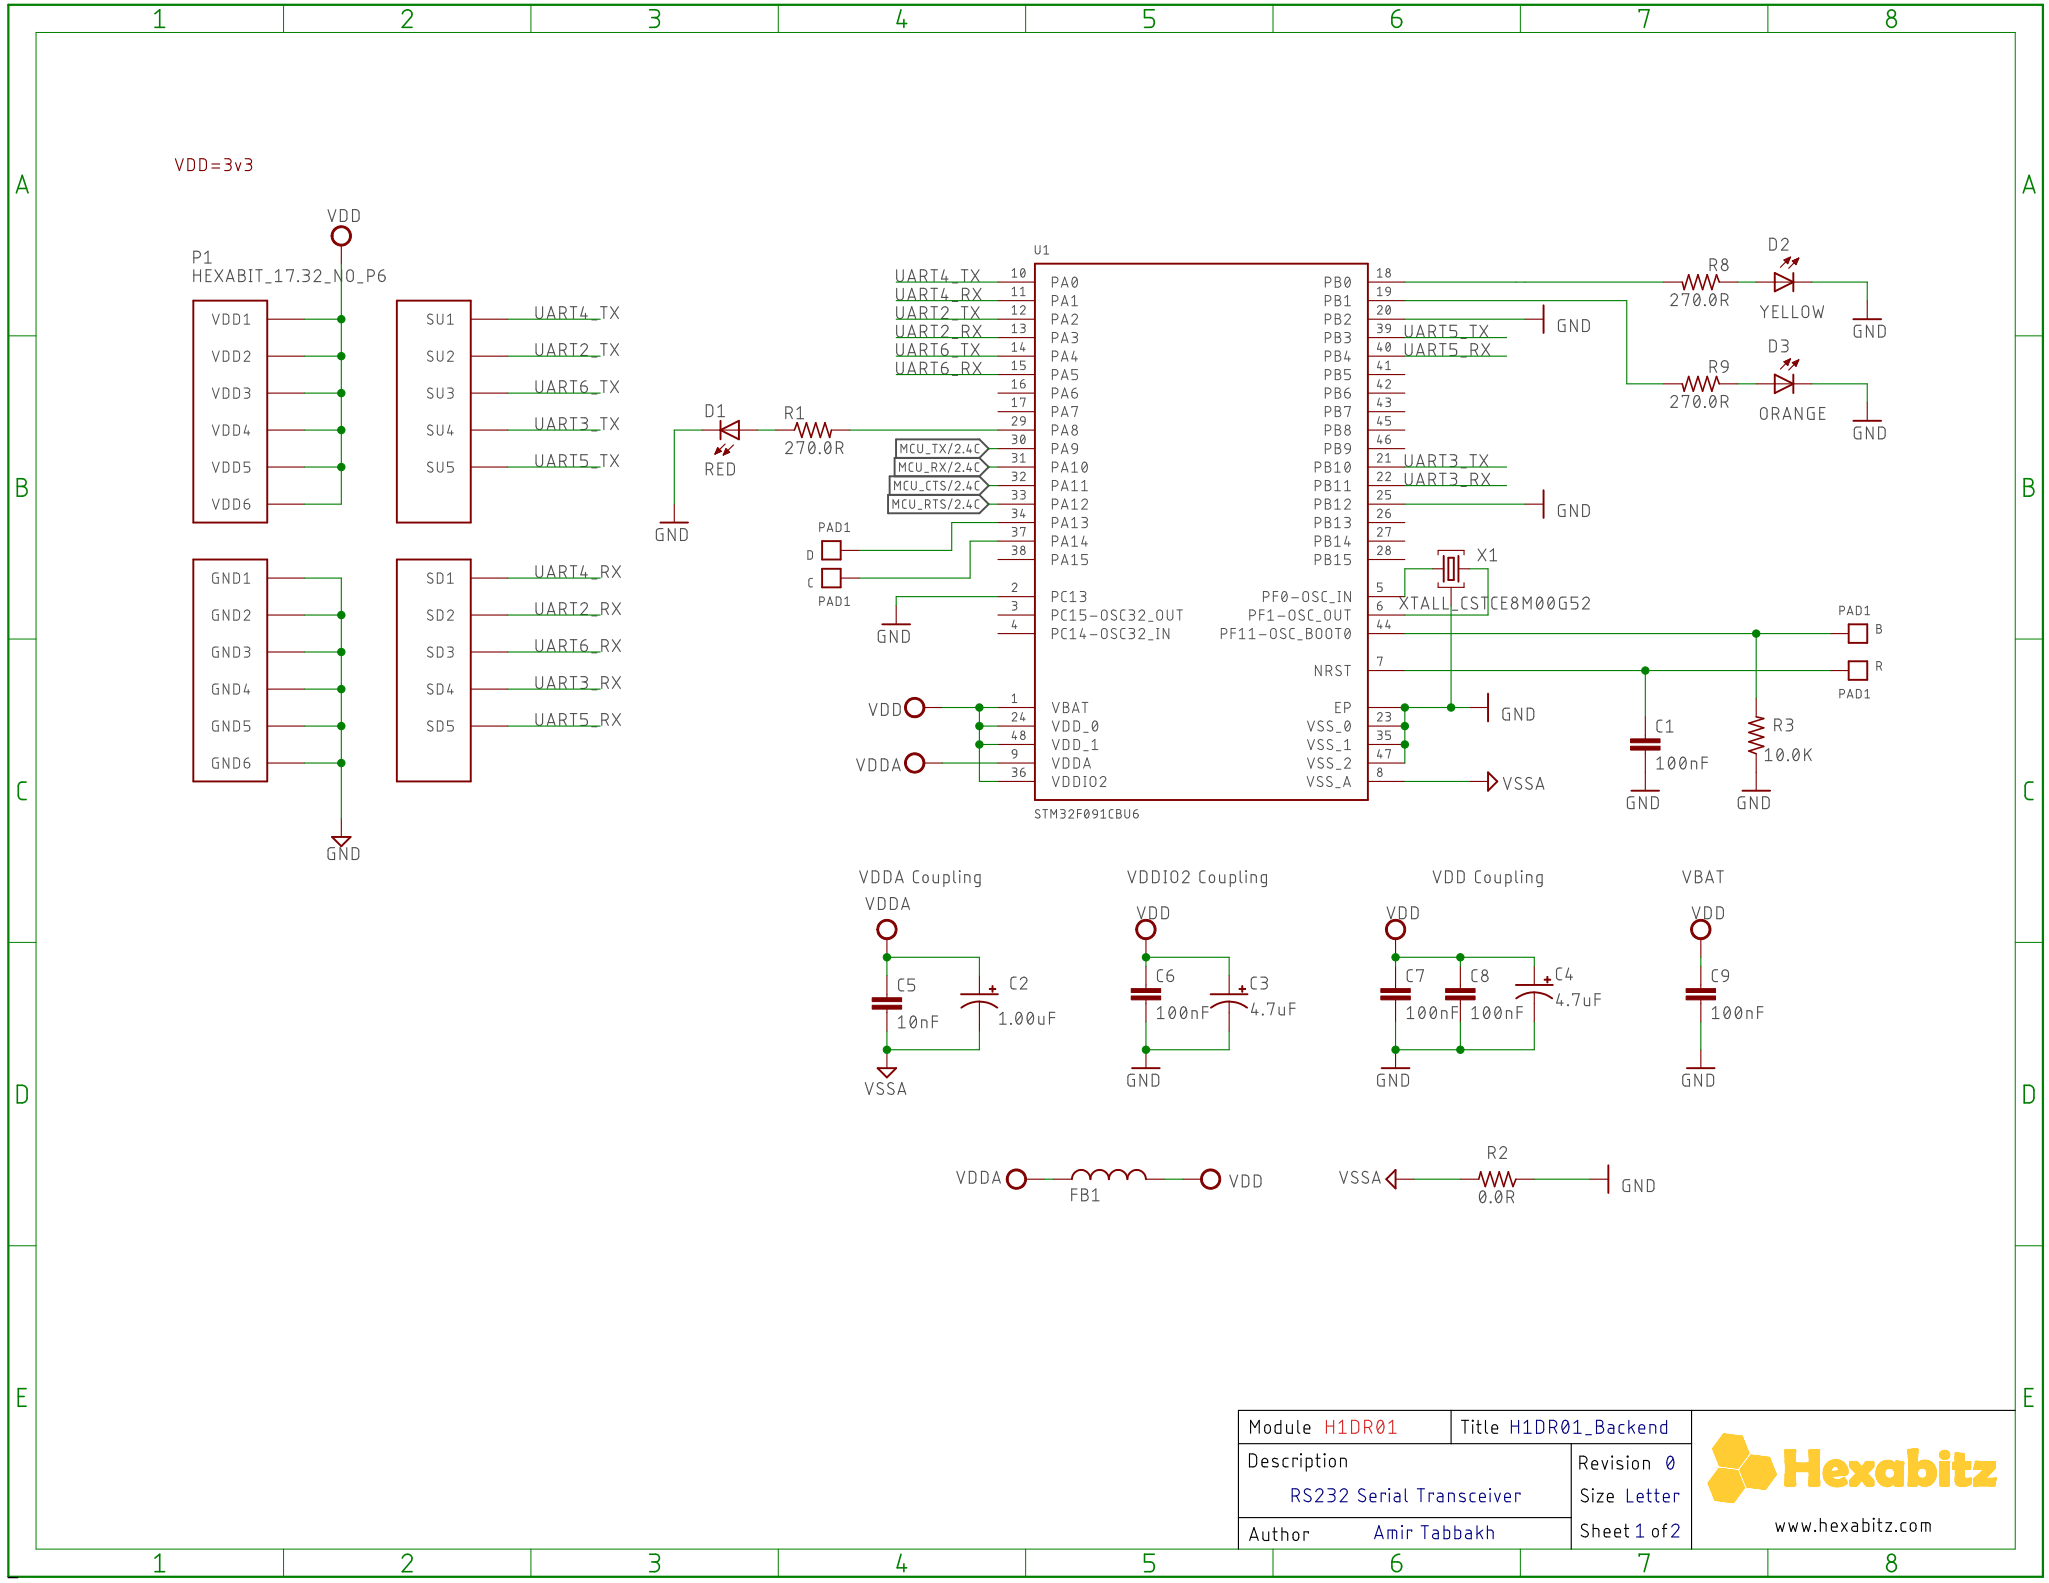 1 2 3 4 5 6 7 8
A A
B B
C C
D D
E E
VDD=3v3
VDD
P1
HEXABIT_17.32_NO_P6
VDD1
VDD2
VDD3
VDD4
VDD5
VDD6
SU1 UART4_TX
SU2 UART2_TX
SU3 UART6_TX
SU4 UART3_TX
SU5 UART5_TX
GND1
GND2
GND3
GND4
GND5
GND6
GND
SD1 UART4_RX
SD2 UART2_RX
SD3 UART6_RX
SD4 UART3_RX
SD5 UART5_RX
D1
RED
R1
270.0R
GND
U1
UART4_TX 10 PA0
UART4_RX 11 PA1
UART2_TX 12 PA2
UART2_RX 13 PA3
UART6_TX 14 PA4
UART6_RX 15 PA5
16 PA6
17 PA7
29 PA8
MCU_TX/2.4C 30 PA9
MCU_RX/2.4C 31 PA10
MCU_CTS/2.4C 32 PA11
MCU_RTS/2.4C 33 PA12
34 PA13
37 PA14
38 PA15
PAD1
D
C
PAD1
2 PC13
3 PC15-OSC32_OUT
4 PC14-OSC32_IN
GND
VDD 1 VBAT
24 VDD_0
48 VDD_1
VDDA 9 VDDA
36 VDDIO2
STM32F091CBU6
PB0 18
PB1 19
PB2 20 GND
PB3 39 UART5_TX
PB4 40 UART5_RX
PB5 41
PB6 42
PB7 43
PB8 45
PB9 46
PB10 21 UART3_TX
PB11 22 UART3_RX
PB12 25 GND
PB13 26
PB14 27
PB15 28
PF0-OSC_IN 5
PF1-OSC_OUT 6
PF11-OSC_BOOT0 44
NRST 7
EP GND
VSS_0 23
VSS_1 35
VSS_2 47
VSS_A 8 VSSA
X1
XTALL_CSTCE8M00G52
R8
270.0R
D2
YELLOW
GND
R9
270.0R
D3
ORANGE
GND
PAD1
B
R
PAD1
C1
100nF
GND
R3
10.0K
GND
VDDA Coupling
VDDA
C5
10nF
C2
1.00uF
VSSA
VDDIO2 Coupling
VDD
C6
100nF
C3
4.7uF
GND
VDD Coupling
VDD
C7
100nF
C8
100nF
C4
4.7uF
GND
VBAT
VDD
C9
100nF
GND
VDDA FB1 VDD
VSSA R2 GND
0.0R
Module H1DR01
Title H1DR01_Backend
Description
RS232 Serial Transceiver
Author Amir Tabbakh
Revision 0
Size Letter
Sheet 1 of 2
Hexabitz
www.hexabitz.com
1 2 3 4 5 6 7 8